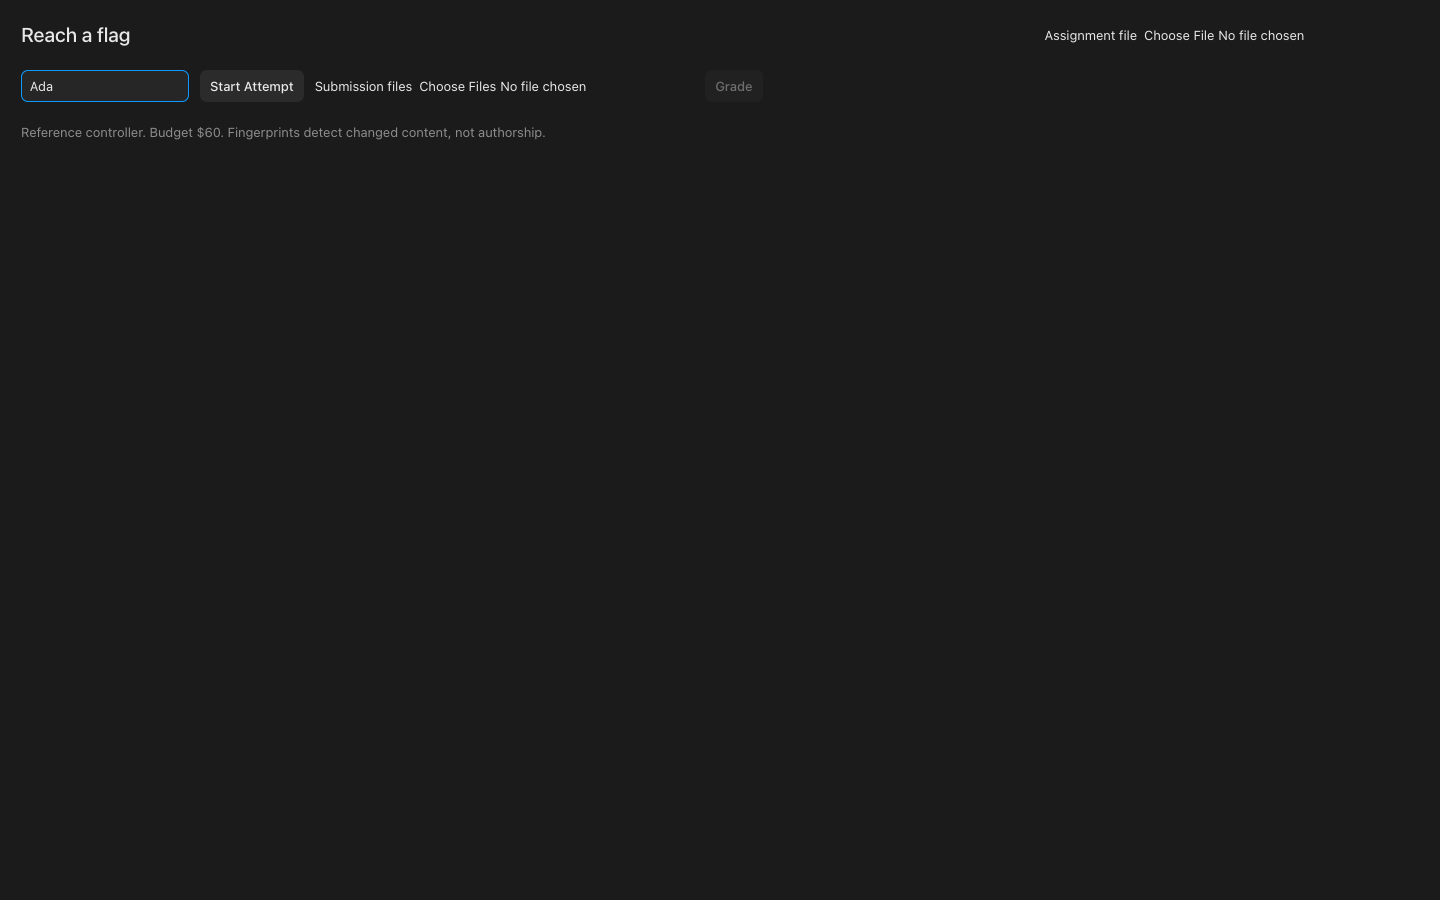 Reach a flag
Assignment file Choose File No file chosen
Ada Start Attempt Submission files Choose Files No file chosen Grade
Reference controller. Budget $60. Fingerprints detect changed content, not authorship.